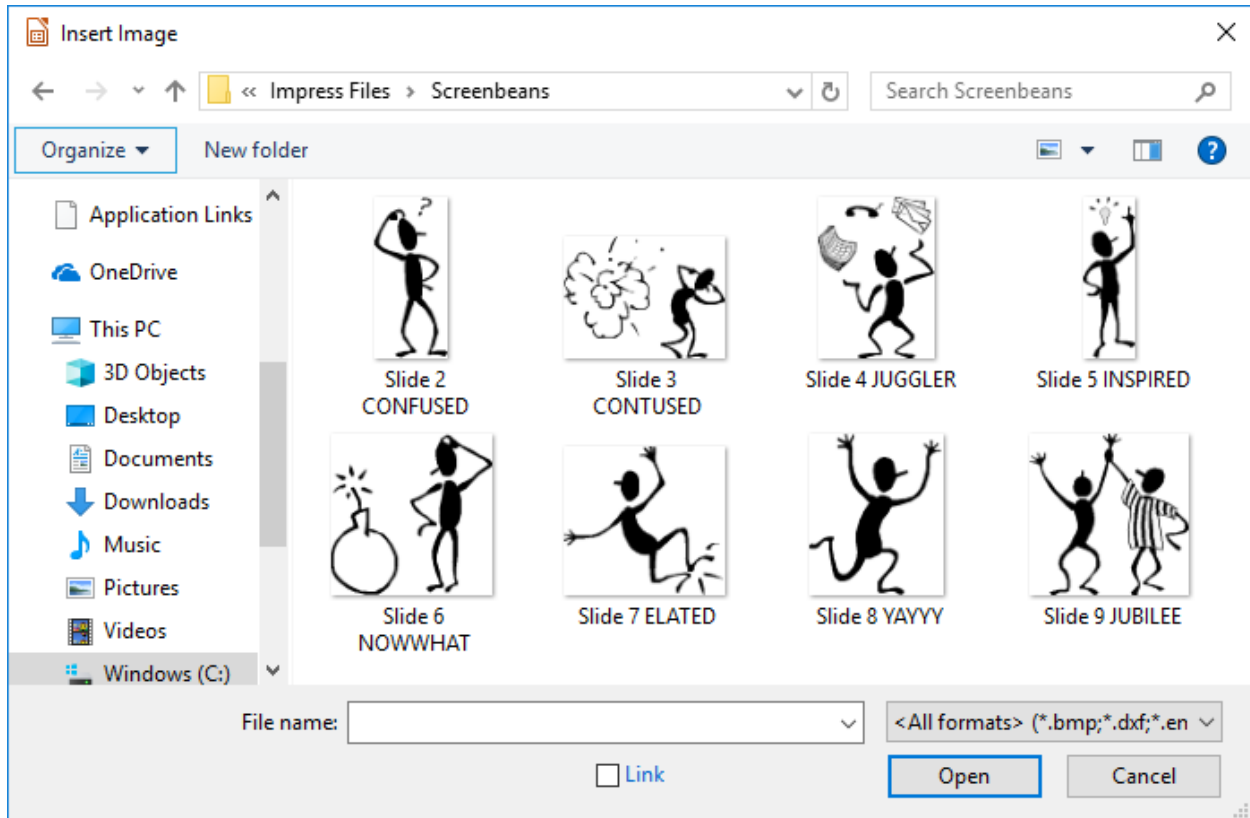 Insert Image
« Impress Files › Screenbeans
Search Screenbeans
Organize
New folder
?
Application Links
OneDrive
This PC
3D Objects
Desktop
Documents
Downloads
Music
Pictures
Videos
Windows (C:)
?
Slide 2
CONFUSED
Slide 3
CONTUSED
Slide 4 JUGGLER
Slide 5 INSPIRED
Slide 6
NOWWHAT
Slide 7 ELATED
Slide 8 YAYYY
Slide 9 JUBILEE
File name:
<All formats> (*.bmp;*.dxf;*.en
Link
Open
Cancel